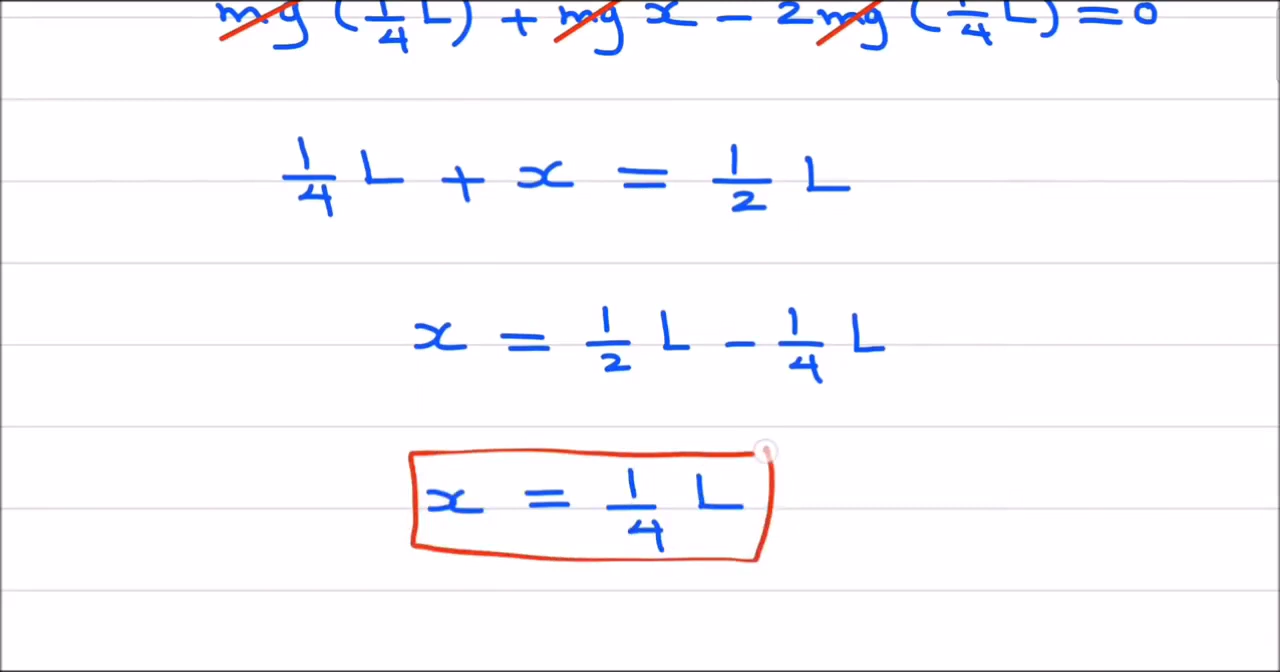 mg (1/4 L) + mg x - 2mg (1/4 L) = 0
1/4 L + x = 1/2 L
x = 1/2 L - 1/4 L
x = 1/4 L